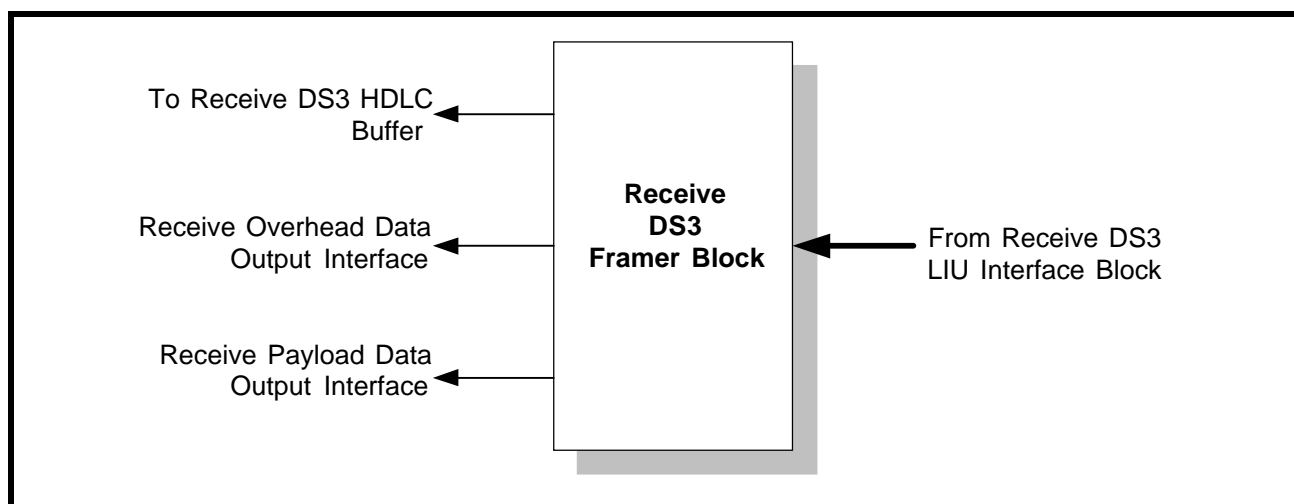 To Receive DS3 HDLC
Buffer
Receive Overhead Data
Output Interface
Receive Payload Data
Output Interface
Receive
DS3
Framer Block
From Receive DS3
LIU Interface Block